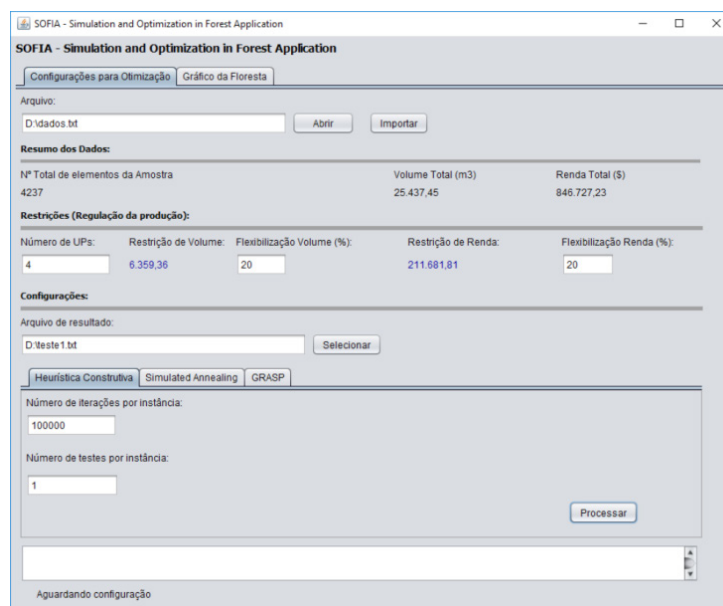 SOFIA - Simulation and Optimization in Forest Application
SOFIA - Simulation and Optimization in Forest Application
Configurações para Otimização Gráfico da Floresta
Arquivo:
D:\dados.txt Abrir Importar
Resumo dos Dados:
Nº Total de elementos da Amostra Volume Total (m3) Renda Total ($)
4237 25.437,45 846.727,23
Restrições (Regulação da produção):
Número de UPs: Restrição de Volume: Flexibilização Volume (%): Restrição de Renda: Flexibilização Renda (%):
4 6.359,36 20 211.681,81 20
Configurações:
Arquivo de resultado:
D:\teste1.txt Selecionar
Heurística Construtiva Simulated Annealing GRASP
Número de iterações por instância:
100000
Número de testes por instância:
1
Processar
Aguardando configuração